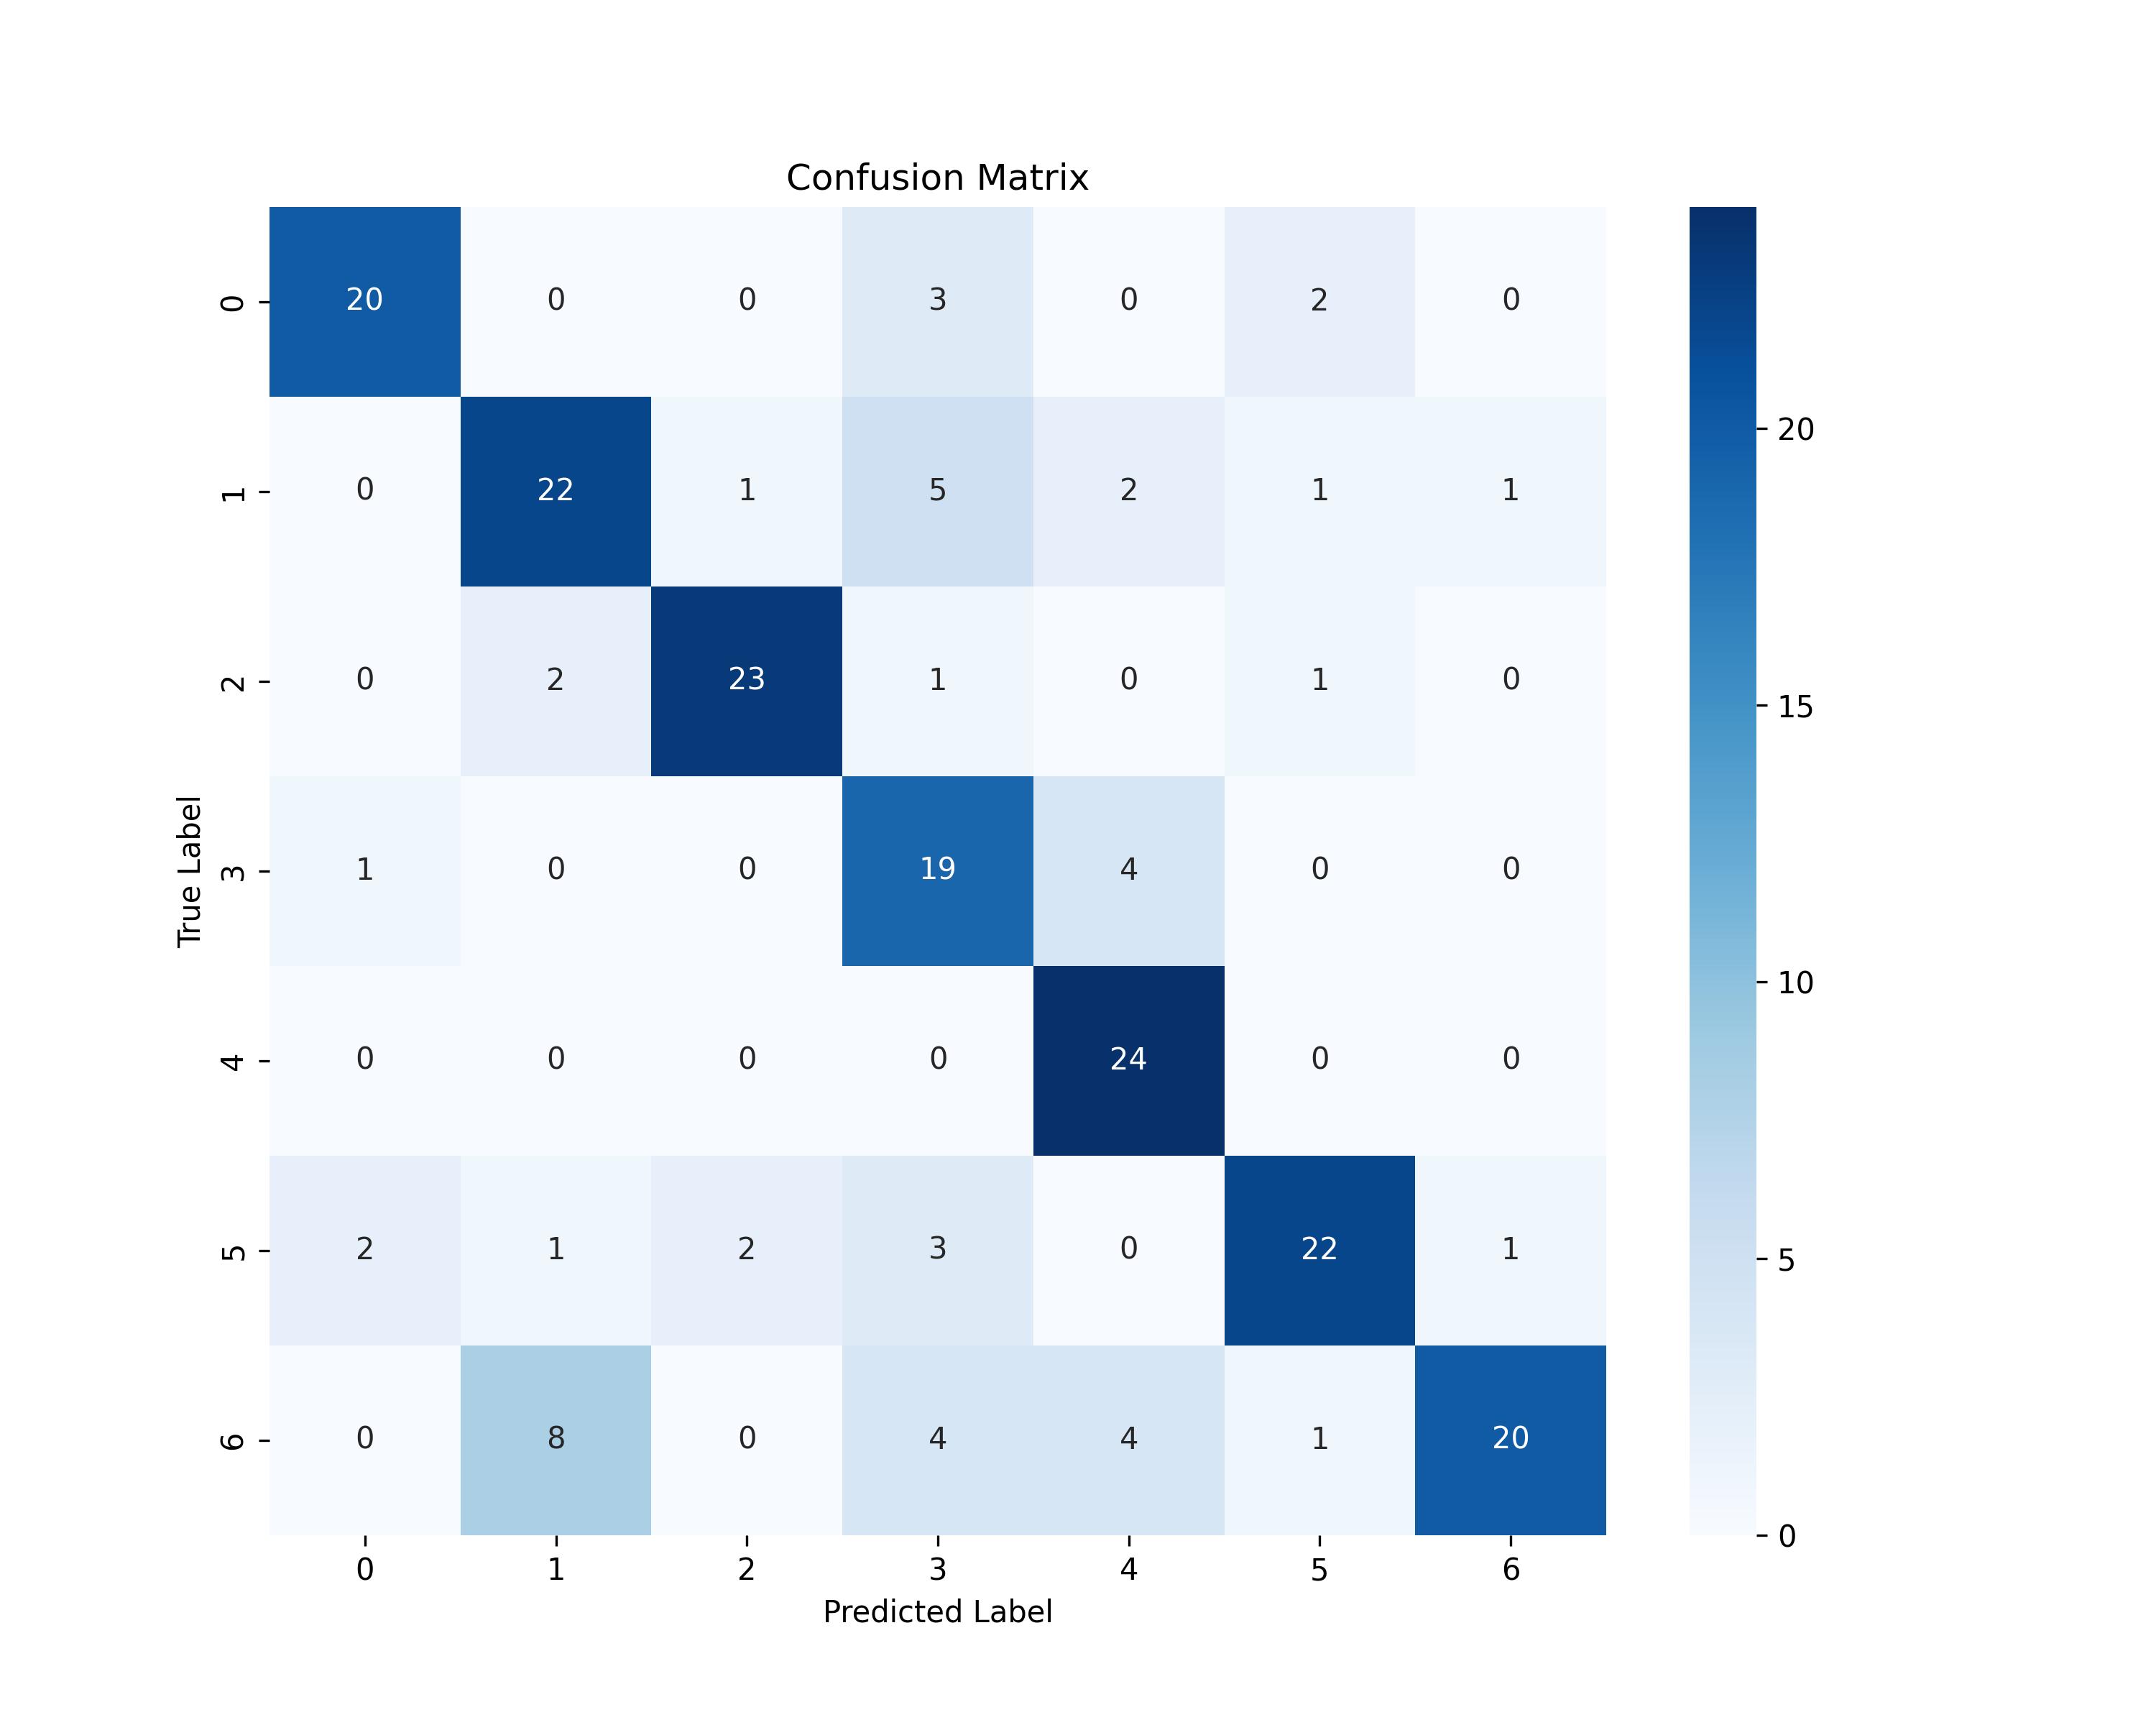 Confusion Matrix
0 20 0 0 3 0 2 0
1 0 22 1 5 2 1 1
2 0 2 23 1 0 1 0
3 1 0 0 19 4 0 0
4 0 0 0 0 24 0 0
5 2 1 2 3 0 22 1
6 0 8 0 4 4 1 20
0 1 2 3 4 5 6
Predicted Label
True Label
20
15
10
5
0